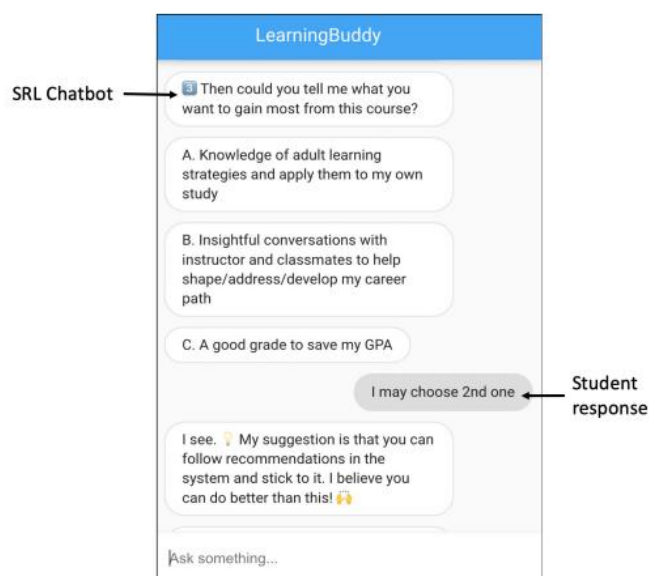 LearningBuddy
SRL Chatbot
3️⃣ Then could you tell me what you
want to gain most from this course?
A. Knowledge of adult learning
strategies and apply them to my own
study
B. Insightful conversations with
instructor and classmates to help
shape/address/develop my career
path
C. A good grade to save my GPA
I may choose 2nd one
Student
response
I see. 💡 My suggestion is that you can
follow recommendations in the
system and stick to it. I believe you
can do better than this! 🙌
Ask something...